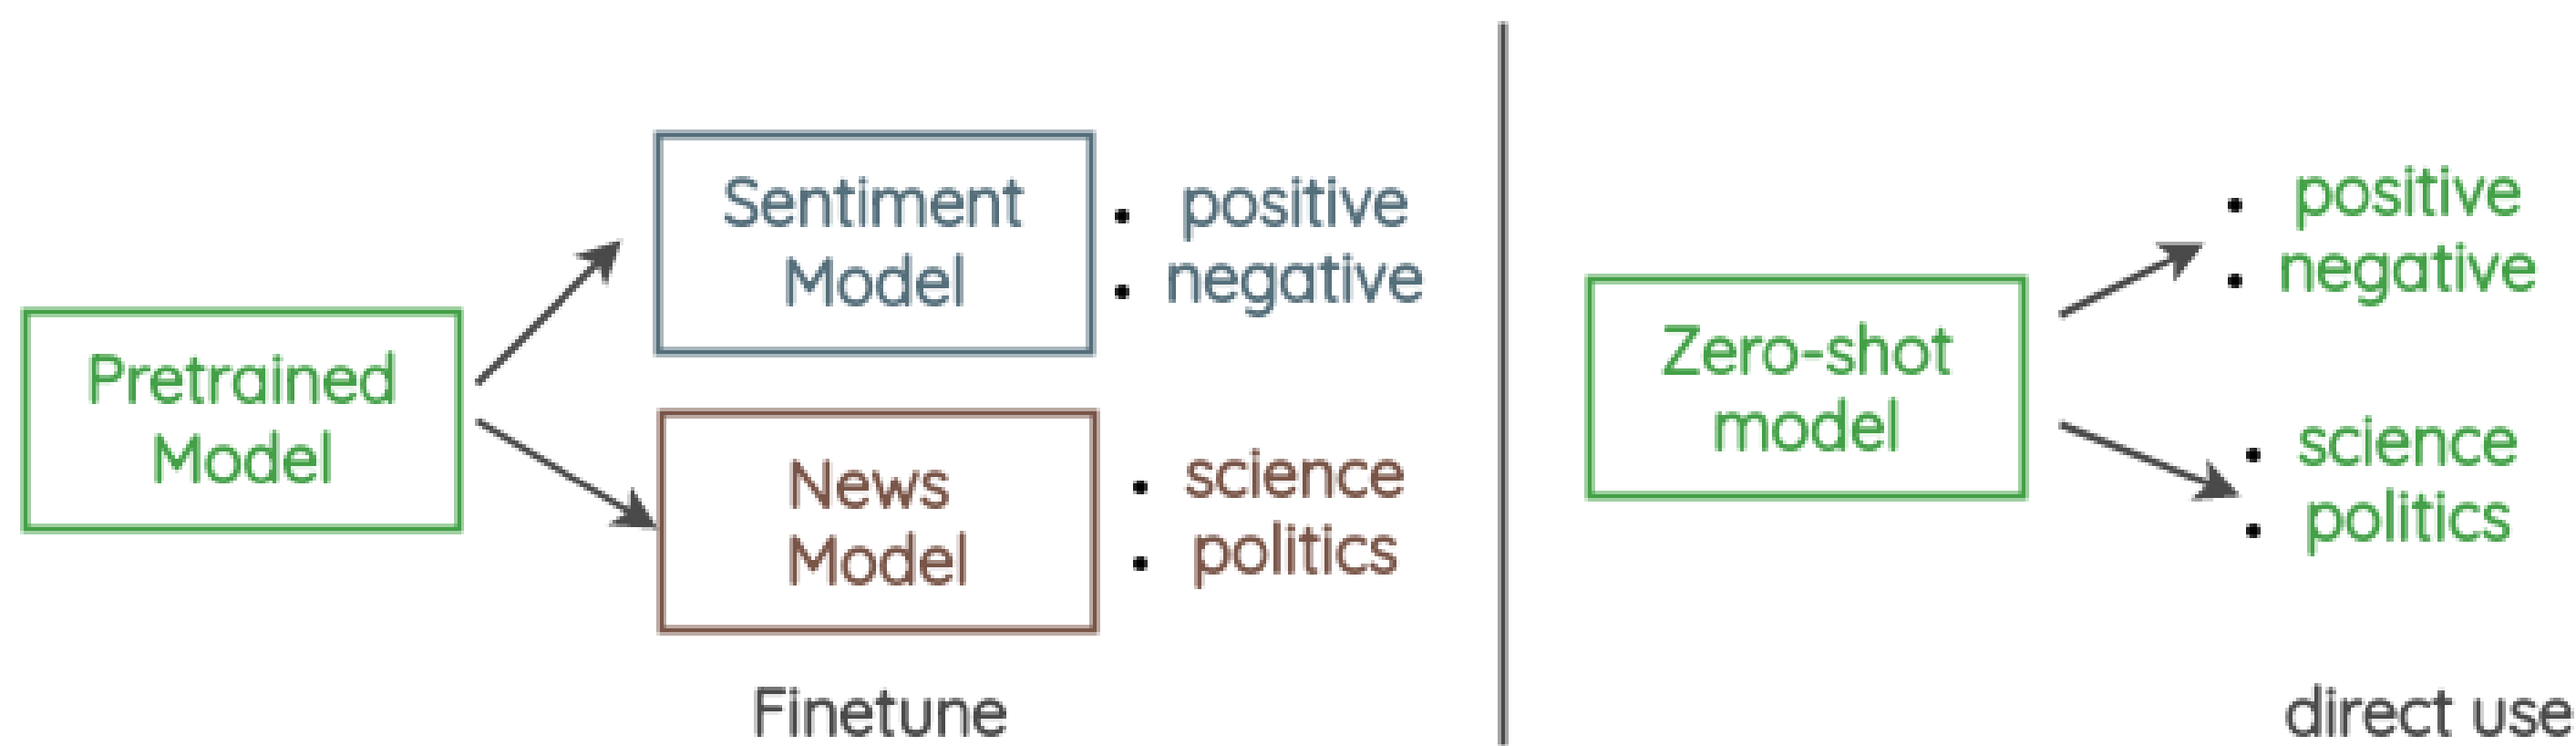 Pretrained
Model
Sentiment
Model
• positive
• negative
News
Model
• science
• politics
Finetune
Zero-shot
model
• positive
• negative
• science
• politics
direct use